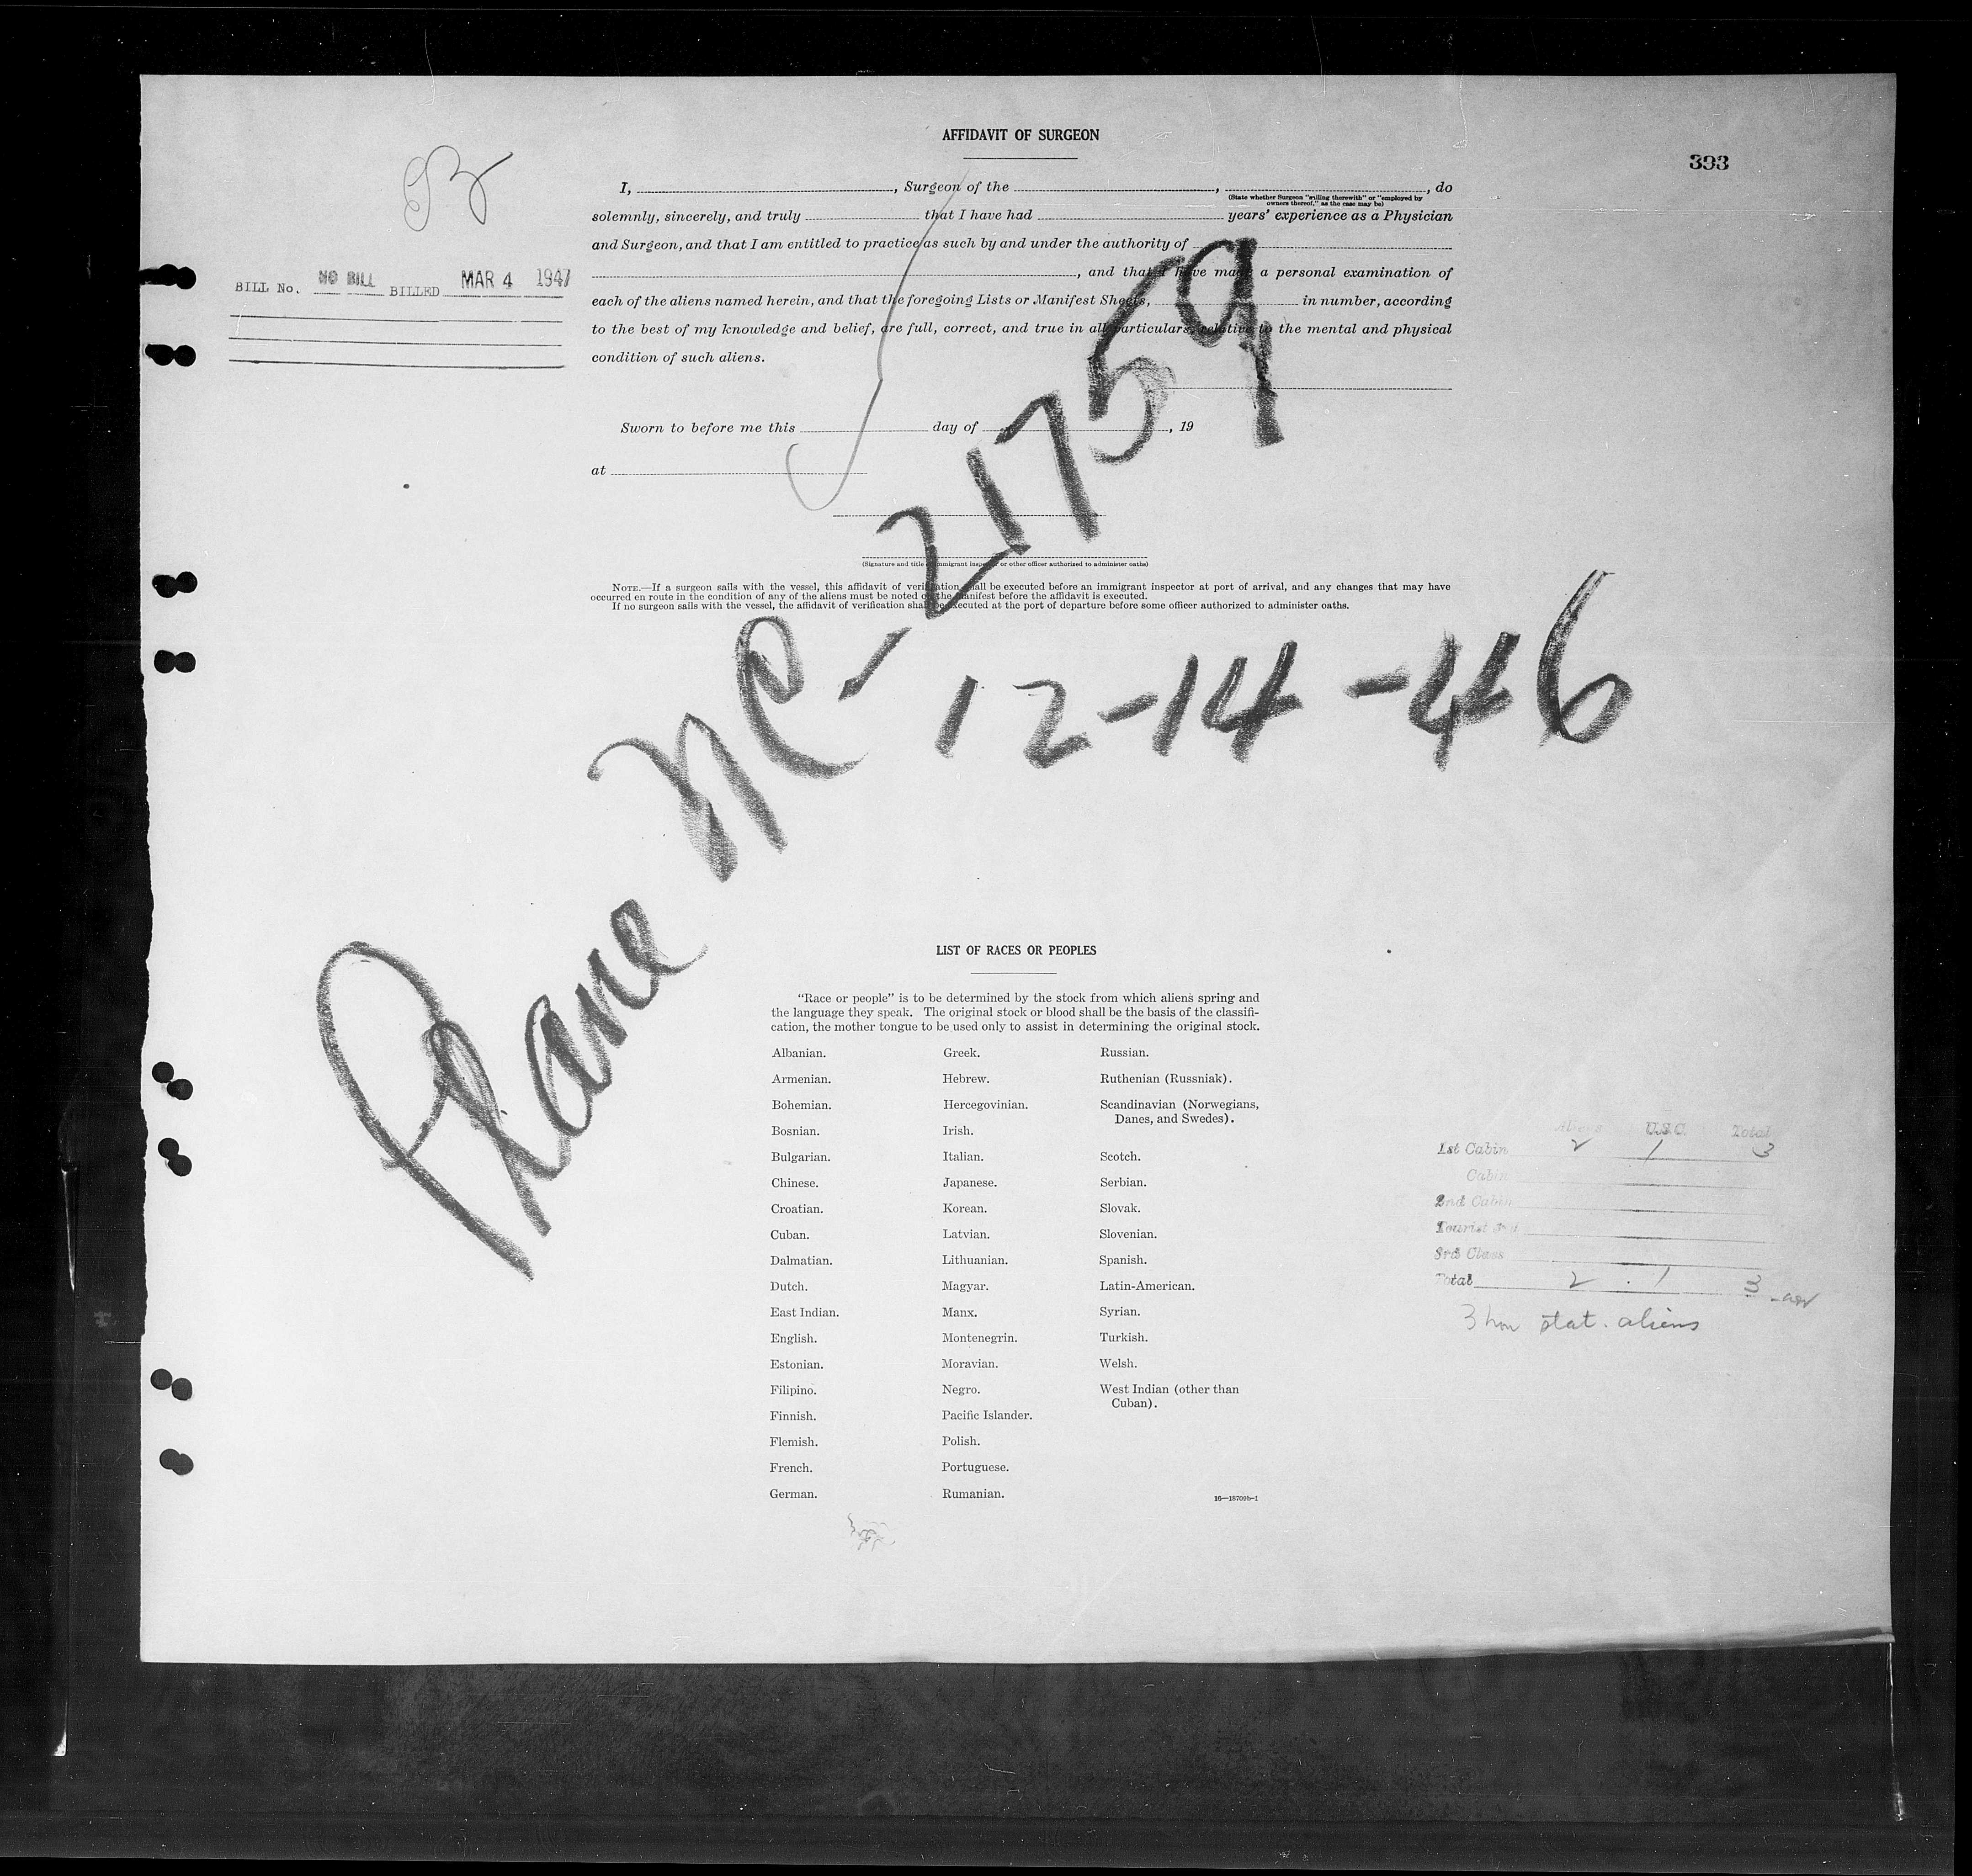 AFFIDAVIT OF SURGEON
393
I, , Surgeon of the , , do
(State whether Surgeon "sailing therewith" or "employed by
owners thereof," as the case may be)
solemnly, sincerely, and truly that I have had years' experience as a Physician
and Surgeon, and that I am entitled to practice as such by and under the authority of
, and that I have made a personal examination of
each of the aliens named herein, and that the foregoing Lists or Manifest Sheets, in number, according
to the best of my knowledge and belief, are full, correct, and true in all particulars, relative to the mental and physical
condition of such aliens.
BILL No. NO BILL BILLED MAR 4 1947
Sworn to before me this day of , 19
at
(Signature and title of immigrant inspector or other officer authorized to administer oaths)
NOTE.—If a surgeon sails with the vessel, this affidavit of verification shall be executed before an immigrant inspector at port of arrival, and any changes that may have
occurred en route in the condition of any of the aliens must be noted on the manifest before the affidavit is executed.
If no surgeon sails with the vessel, the affidavit of verification shall be executed at the port of departure before some officer authorized to administer oaths.
Plane NC-21759
12-14-46
LIST OF RACES OR PEOPLES
"Race or people" is to be determined by the stock from which aliens spring and
the language they speak. The original stock or blood shall be the basis of the classifi-
cation, the mother tongue to be used only to assist in determining the original stock.
Albanian.
Armenian.
Bohemian.
Bosnian.
Bulgarian.
Chinese.
Croatian.
Cuban.
Dalmatian.
Dutch.
East Indian.
English.
Estonian.
Filipino.
Finnish.
Flemish.
French.
German.
Greek.
Hebrew.
Hercegovinian.
Irish.
Italian.
Japanese.
Korean.
Latvian.
Lithuanian.
Magyar.
Manx.
Montenegrin.
Moravian.
Negro.
Pacific Islander.
Polish.
Portuguese.
Rumanian.
Russian.
Ruthenian (Russniak).
Scandinavian (Norwegians,
Danes, and Swedes).
Scotch.
Serbian.
Slovak.
Slovenian.
Spanish.
Latin-American.
Syrian.
Turkish.
Welsh.
West Indian (other than
Cuban).
16—18709b-1
Aliens U.S.C. Total
1st Cabin 2 1 3
Cabin
2nd Cabin
Tourist 3rd
3rd Class
Total 2 1 3
3 stat. aliens